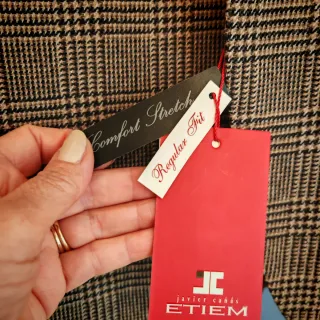 Comfort Stretch
Regular Fit
javier cañás
ETIEM